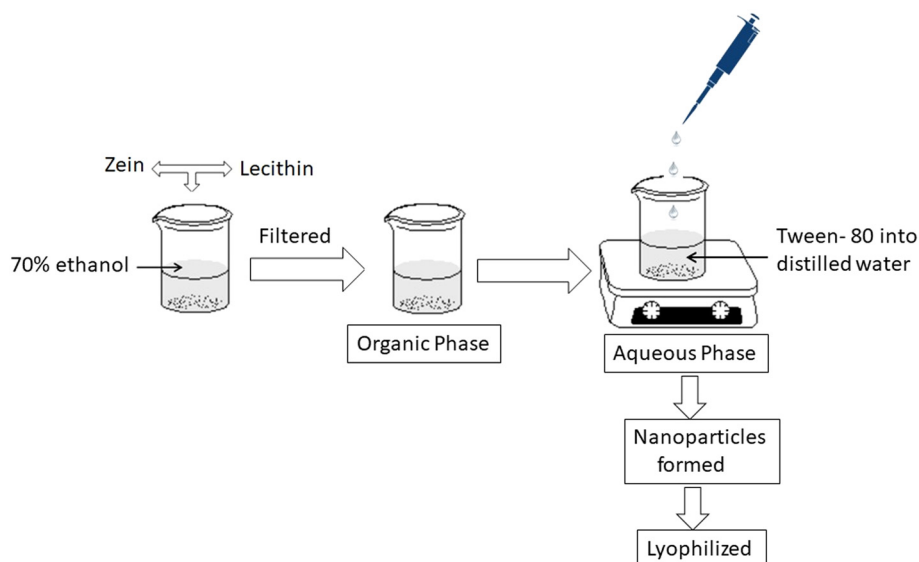 Zein
Lecithin
70% ethanol
Filtered
Organic Phase
Tween- 80 into
distilled water
Aqueous Phase
Nanoparticles
formed
Lyophilized